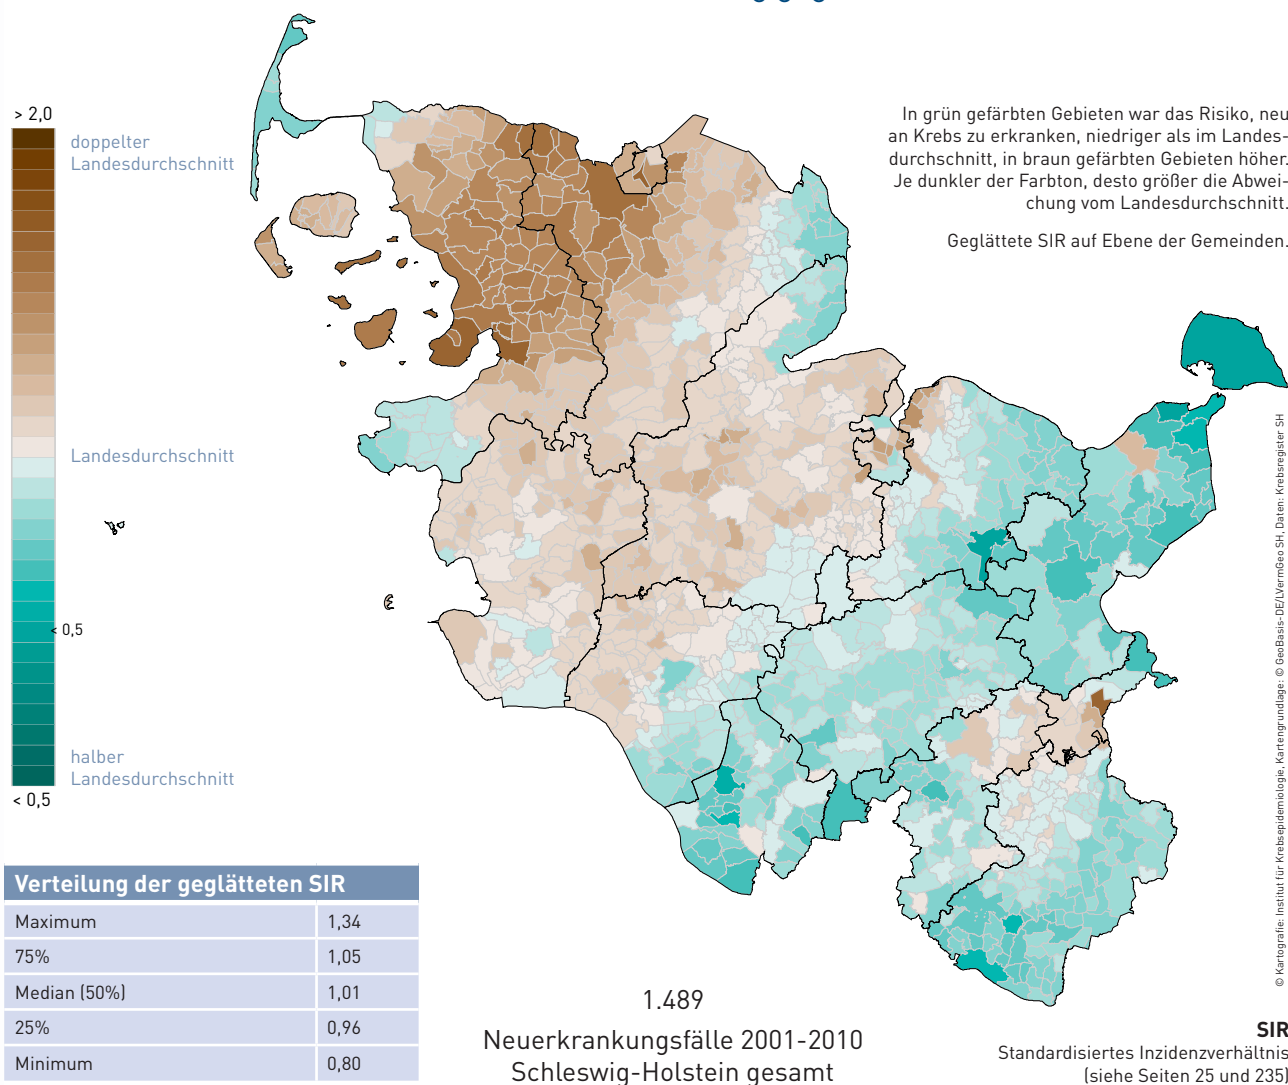 In grün gefärbten Gebieten war das Risiko, neu
an Krebs zu erkranken, niedriger als im Landes-
durchschnitt, in braun gefärbten Gebieten höher.
Je dunkler der Farbton, desto größer die Abwei-
chung vom Landesdurchschnitt.
Geglättete SIR auf Ebene der Gemeinden.
> 2,0
doppelter
Landesdurchschnitt
Landesdurchschnitt
< 0,5
halber
Landesdurchschnitt
< 0,5
© Kartografie: Institut für Krebsepidemiologie, Kartengrundlage: © GeoBasis-DE/LVermGeo SH, Daten: Krebsregister SH
Verteilung der geglätteten SIR
Maximum 1,34
75% 1,05
Median (50%) 1,01
25% 0,96
Minimum 0,80
1.489
Neuerkrankungsfälle 2001-2010
Schleswig-Holstein gesamt
SIR
Standardisiertes Inzidenzverhältnis
(siehe Seiten 25 und 235)